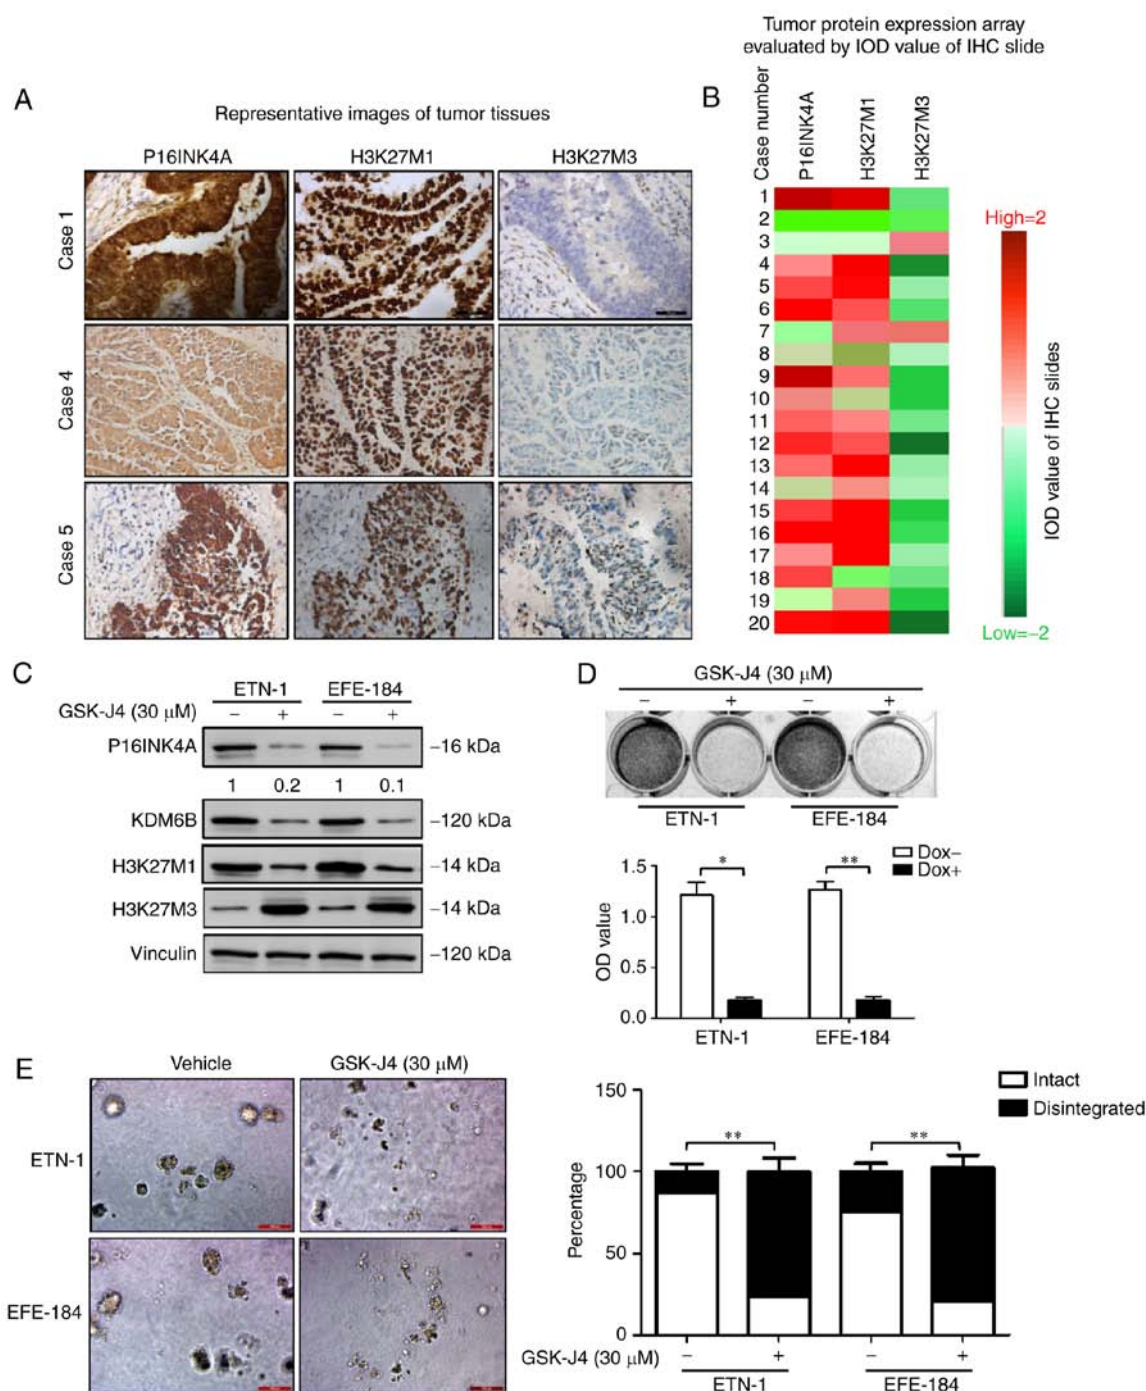 A
Representative images of tumor tissues
P16INK4A H3K27M1 H3K27M3
Case 1
Case 4
Case 5
Tumor protein expression array
evaluated by IOD value of IHC slide
B
Case number
P16INK4A
H3K27M1
H3K27M3
1
2
3
4
5
6
7
8
9
10
11
12
13
14
15
16
17
18
19
20
High=2
IOD value of IHC slides
Low=−2
C
ETN-1 EFE-184
GSK-J4 (30 μM) − + − +
P16INK4A −16 kDa
1 0.2 1 0.1
KDM6B −120 kDa
H3K27M1 −14 kDa
H3K27M3 −14 kDa
Vinculin −120 kDa
D
GSK-J4 (30 μM)
− + − +
ETN-1 EFE-184
Dox−
Dox+
* **
1.5
1.0
0.5
0.0
OD value
ETN-1 EFE-184
E
Vehicle GSK-J4 (30 μM)
ETN-1
EFE-184
Intact
Disintegrated
** **
150
100
50
0
Percentage
GSK-J4 (30 μM) − + − +
ETN-1 EFE-184